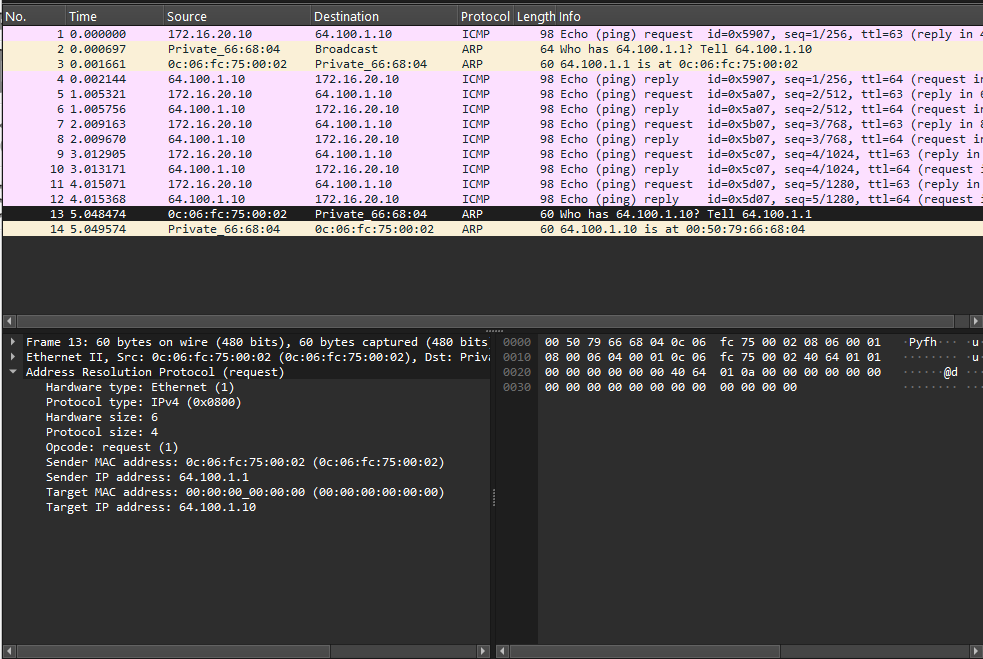 No. Time Source Destination Protocol Length Info
1 0.000000 172.16.20.10 64.100.1.10 ICMP 98 Echo (ping) request id=0x5907, seq=1/256, ttl=63 (reply in 4
2 0.000697 Private_66:68:04 Broadcast ARP 64 Who has 64.100.1.1? Tell 64.100.1.10
3 0.001661 0c:06:fc:75:00:02 Private_66:68:04 ARP 60 64.100.1.1 is at 0c:06:fc:75:00:02
4 0.002144 64.100.1.10 172.16.20.10 ICMP 98 Echo (ping) reply id=0x5907, seq=1/256, ttl=64 (request in
5 1.005321 172.16.20.10 64.100.1.10 ICMP 98 Echo (ping) request id=0x5a07, seq=2/512, ttl=63 (reply in 6
6 1.005756 64.100.1.10 172.16.20.10 ICMP 98 Echo (ping) reply id=0x5a07, seq=2/512, ttl=64 (request in
7 2.009163 172.16.20.10 64.100.1.10 ICMP 98 Echo (ping) request id=0x5b07, seq=3/768, ttl=63 (reply in 8
8 2.009670 64.100.1.10 172.16.20.10 ICMP 98 Echo (ping) reply id=0x5b07, seq=3/768, ttl=64 (request in
9 3.012905 172.16.20.10 64.100.1.10 ICMP 98 Echo (ping) request id=0x5c07, seq=4/1024, ttl=63 (reply in
10 3.013171 64.100.1.10 172.16.20.10 ICMP 98 Echo (ping) reply id=0x5c07, seq=4/1024, ttl=64 (request i
11 4.015071 172.16.20.10 64.100.1.10 ICMP 98 Echo (ping) request id=0x5d07, seq=5/1280, ttl=63 (reply in
12 4.015368 64.100.1.10 172.16.20.10 ICMP 98 Echo (ping) reply id=0x5d07, seq=5/1280, ttl=64 (request i
13 5.048474 0c:06:fc:75:00:02 Private_66:68:04 ARP 60 Who has 64.100.1.10? Tell 64.100.1.1
14 5.049574 Private_66:68:04 0c:06:fc:75:00:02 ARP 60 64.100.1.10 is at 00:50:79:66:68:04
Frame 13: 60 bytes on wire (480 bits), 60 bytes captured (480 bits
Ethernet II, Src: 0c:06:fc:75:00:02 (0c:06:fc:75:00:02), Dst: Priva
Address Resolution Protocol (request)
Hardware type: Ethernet (1)
Protocol type: IPv4 (0x0800)
Hardware size: 6
Protocol size: 4
Opcode: request (1)
Sender MAC address: 0c:06:fc:75:00:02 (0c:06:fc:75:00:02)
Sender IP address: 64.100.1.1
Target MAC address: 00:00:00_00:00:00 (00:00:00:00:00:00)
Target IP address: 64.100.1.10
0000 00 50 79 66 68 04 0c 06 fc 75 00 02 08 06 00 01 ·Pyfh··· ·u
0010 08 00 06 04 00 01 0c 06 fc 75 00 02 40 64 01 01 ········ ·u
0020 00 00 00 00 00 00 40 64 01 0a 00 00 00 00 00 00 ······@d ··
0030 00 00 00 00 00 00 00 00 00 00 00 00 ········ ··